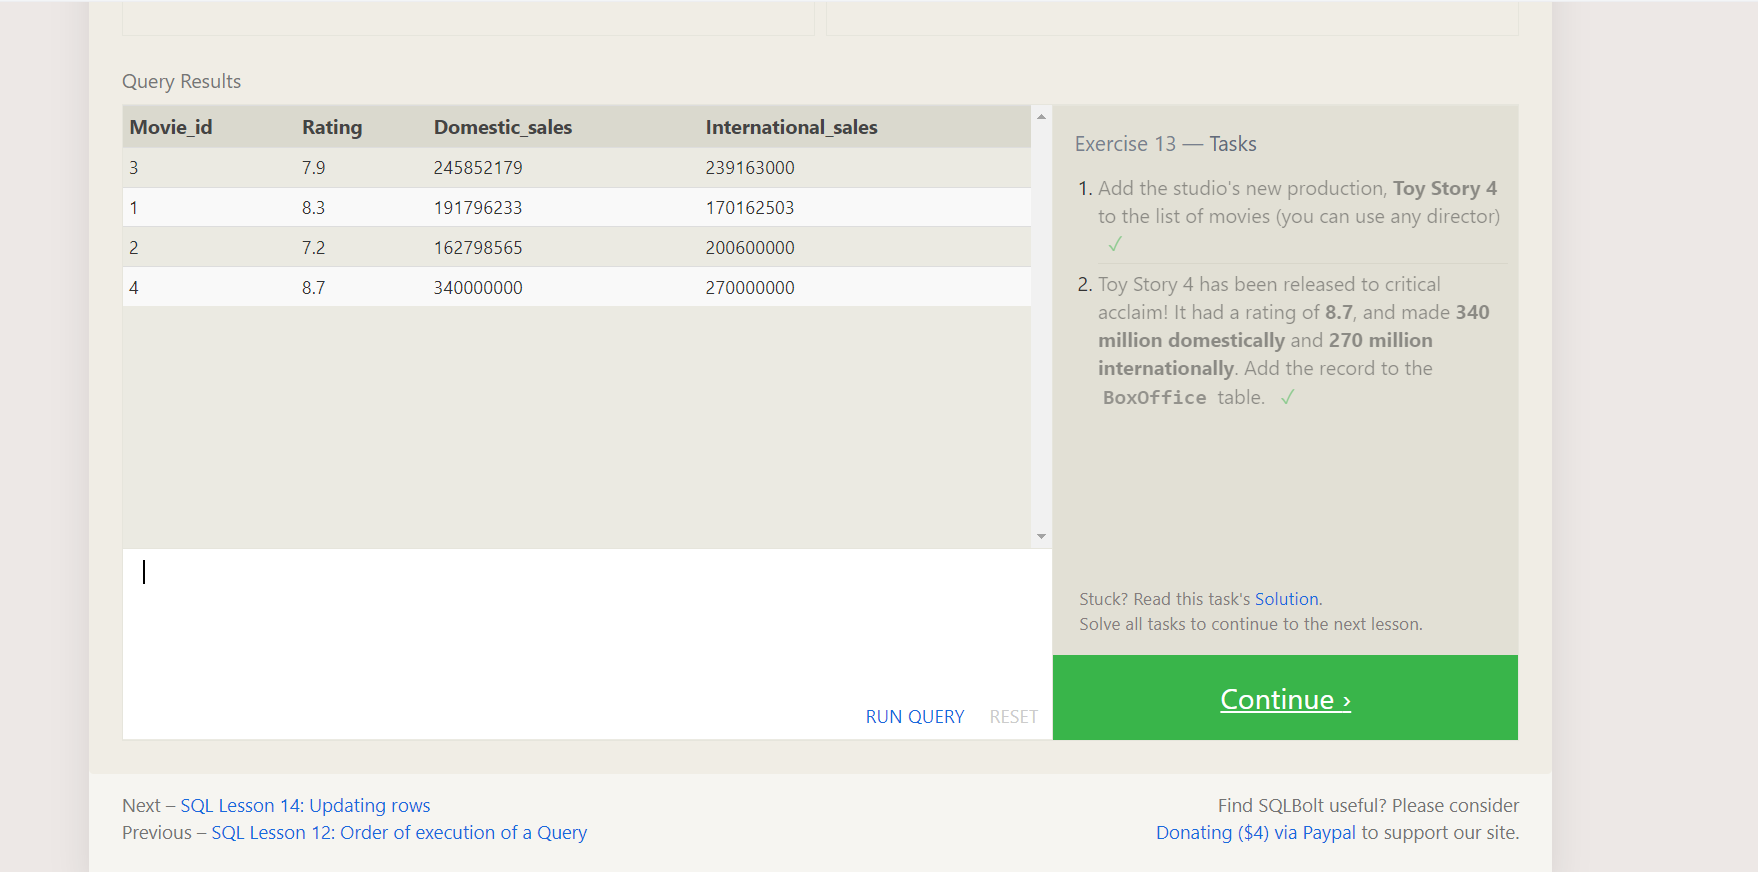 Query Results
Movie_id Rating Domestic_sales International_sales
3 7.9 245852179 239163000
1 8.3 191796233 170162503
2 7.2 162798565 200600000
4 8.7 340000000 270000000
RUN QUERY RESET
Exercise 13 — Tasks
1. Add the studio's new production, Toy Story 4
to the list of movies (you can use any director)
✓
2. Toy Story 4 has been released to critical
acclaim! It had a rating of 8.7, and made 340
million domestically and 270 million
internationally. Add the record to the
BoxOffice table. ✓
Stuck? Read this task's Solution.
Solve all tasks to continue to the next lesson.
Continue ›
Next – SQL Lesson 14: Updating rows
Previous – SQL Lesson 12: Order of execution of a Query
Find SQLBolt useful? Please consider
Donating ($4) via Paypal to support our site.